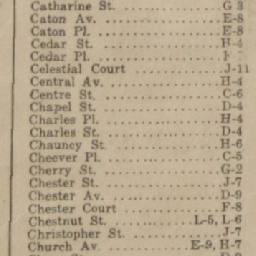 Catharine St. .............. G 3
Caton Av. .................. E-8
Caton Pl. .................. E-8
Cedar St. .................. H-4
Cedar Pl. ..................
Celestial Court ............ J-11
Central Av. ................ H-4
Centre St. ................. C-6
Chapel St. ................. D-4
Charles Pl. ................ H-4
Charles St. ................ D-4
Chauncy St. ................ H-6
Cheever Pl. ................ C-5
Cherry St. ................. G-2
Chester St. ................ J-7
Chester Av. ................ D-9
Chester Court .............. F-8
Chestnut St. .......... L-5, L-6
Christopher St. ............ J-7
Church Av. ............ E-9, H-7